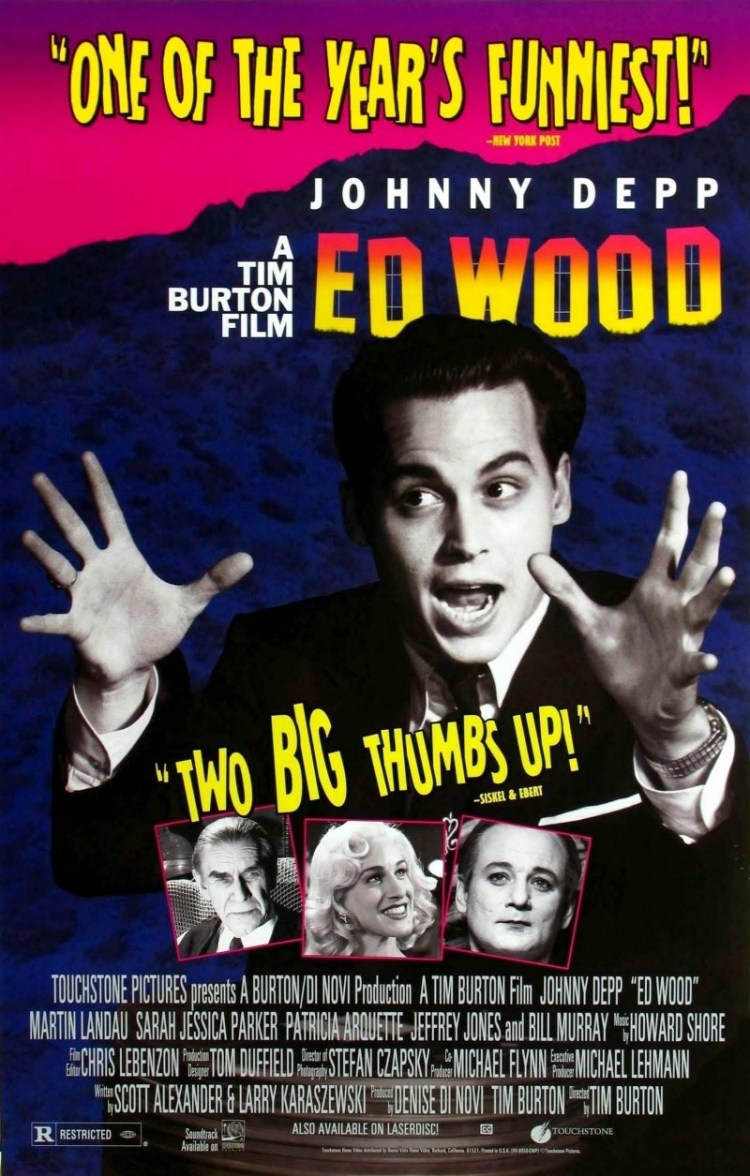 "ONE OF THE YEAR'S FUNNIEST!"
–NEW YORK POST
JOHNNY DEPP
A
TIM
BURTON
FILM
ED WOOD
"TWO BIG THUMBS UP!"
–SISKEL & EBERT
TOUCHSTONE PICTURES presents A BURTON/DI NOVI Production A TIM BURTON Film JOHNNY DEPP "ED WOOD"
MARTIN LANDAU SARAH JESSICA PARKER PATRICIA ARQUETTE JEFFREY JONES and BILL MURRAY Music by HOWARD SHORE
Film Editor CHRIS LEBENZON Production Designer TOM DUFFIELD Director of Photography STEFAN CZAPSKY Co-Producer MICHAEL FLYNN Executive Producer MICHAEL LEHMANN
Written by SCOTT ALEXANDER & LARRY KARASZEWSKI Produced by DENISE DI NOVI TIM BURTON Directed by TIM BURTON
R RESTRICTED
Soundtrack Available on
ALSO AVAILABLE ON LASERDISC!
CC
TOUCHSTONE